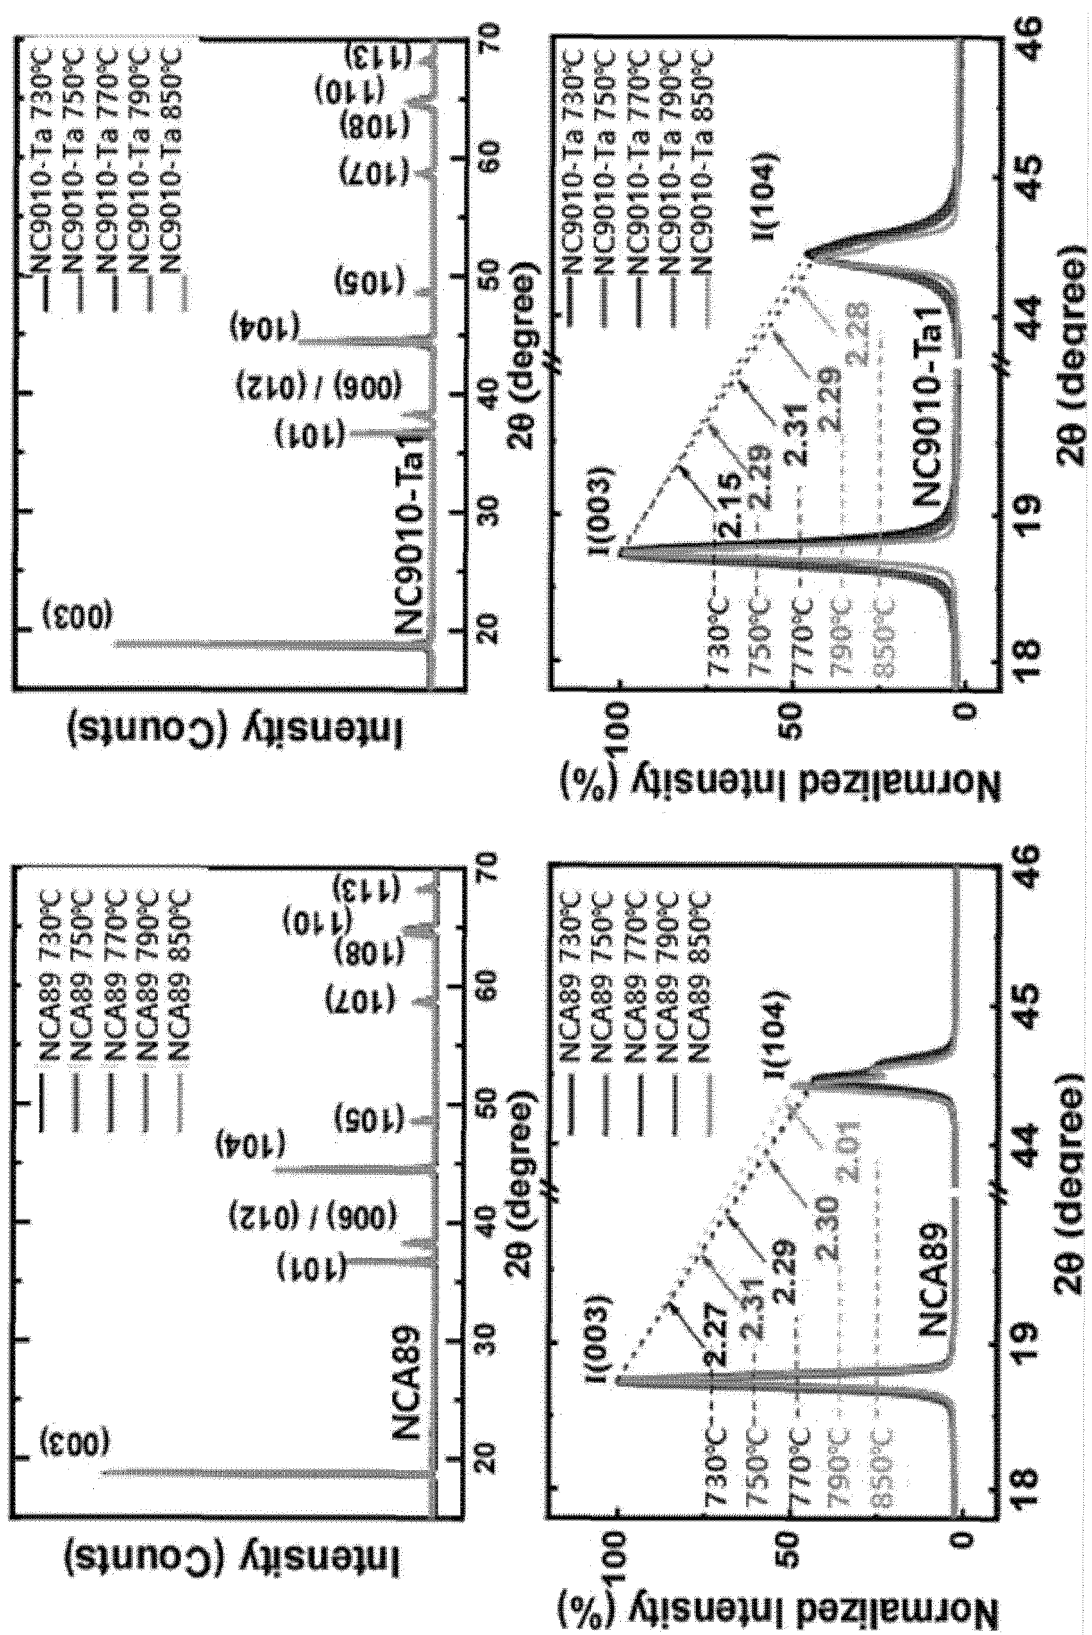 Intensity (Counts)
(003)
(101)
(006) / (012)
(104)
(105)
(107)
(108)
(110)
(113)
NCA89 730℃
NCA89 750℃
NCA89 770℃
NCA89 790℃
NCA89 850℃
NCA89
20 30 40 50 60 70
2θ (degree)
Intensity (Counts)
(003)
(101)
(006) / (012)
(104)
(105)
(107)
(108)
(110)
(113)
NC9010-Ta 730℃
NC9010-Ta 750℃
NC9010-Ta 770℃
NC9010-Ta 790℃
NC9010-Ta 850℃
NC9010-Ta1
20 30 40 50 60 70
2θ (degree)
Normalized Intensity (%)
100
50
0
I(003)
I(104)
NCA89 730℃
NCA89 750℃
NCA89 770℃
NCA89 790℃
NCA89 850℃
730℃ 2.27
750℃ 2.31
770℃ 2.29
790℃ 2.30
850℃ 2.01
NCA89
18 19 44 45 46
2θ (degree)
Normalized Intensity (%)
100
50
0
I(003)
I(104)
NC9010-Ta 730℃
NC9010-Ta 750℃
NC9010-Ta 770℃
NC9010-Ta 790℃
NC9010-Ta 850℃
730℃ 2.15
750℃ 2.29
770℃ 2.31
790℃ 2.29
850℃ 2.28
NC9010-Ta1
18 19 44 45 46
2θ (degree)